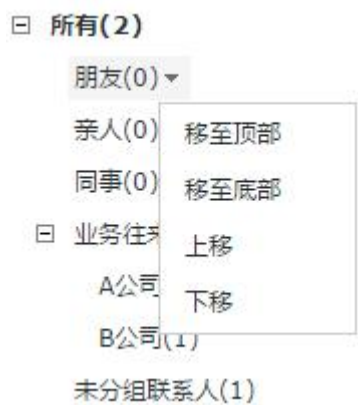 所有(2)
朋友(0)
亲人(0)
移至顶部
同事(0)
移至底部
业务往来
上移
A公司
下移
B公司(1)
未分组联系人(1)